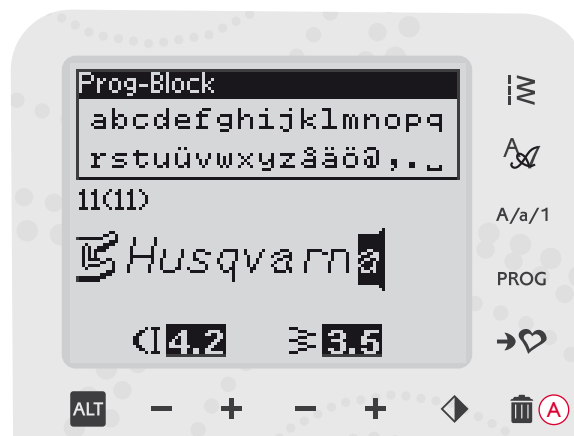 Prog-Block
abcdefghijklmnopq
rstuüvwxyzåäö@,.⎵
11(11)
Husqvarna
4.2 3.5
A/a/1
PROG
ALT − + − + A